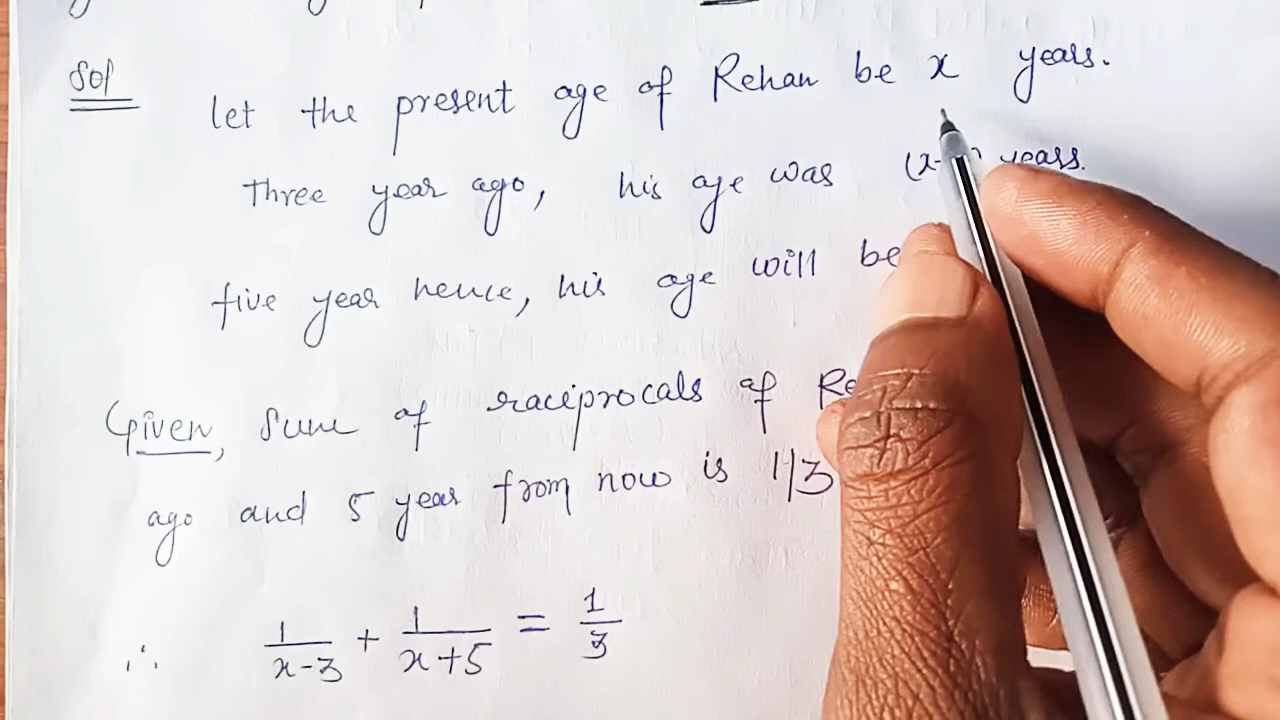 Sol
let the present age of Rehan be x years.
Three year ago, his age was (x- years.
five year hence, his age will be
Given, Sum of raciprocals of
ago and 5 year from now is 1/3
∴ 1/(x-3) + 1/(x+5) = 1/3